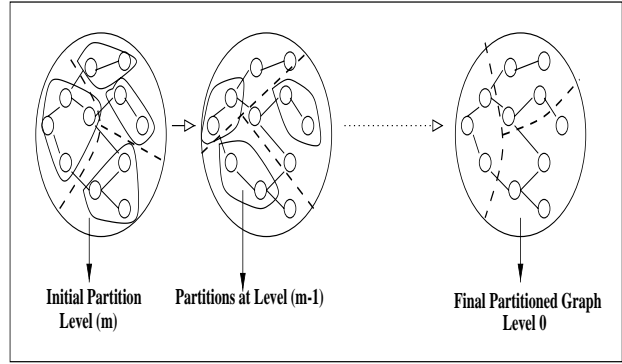 Initial Partition
Level (m)
Partitions at Level (m-1)
Final Partitioned Graph
Level 0